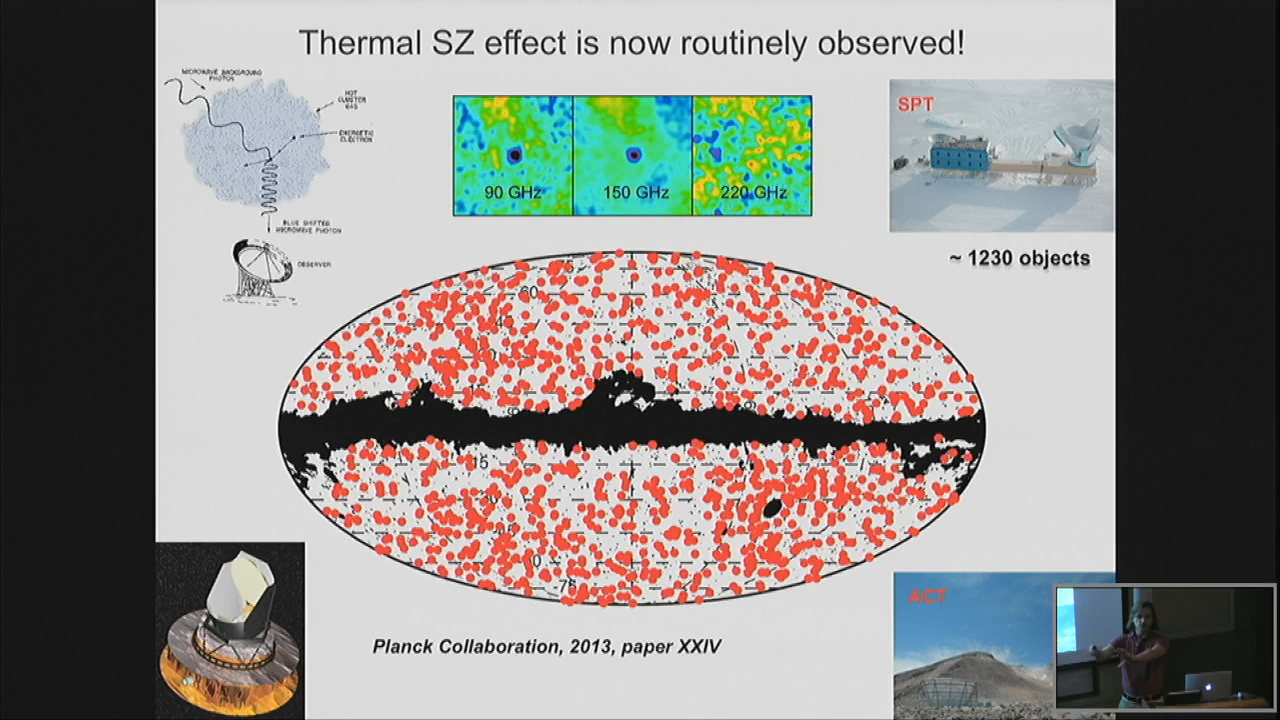 Thermal SZ effect is now routinely observed!
MICROWAVE BACKGROUND
PHOTON
HOT
CLUSTER
GAS
ENERGETIC
ELECTRON
BLUE SHIFTED
MICROWAVE PHOTON
OBSERVER
90 GHz
150 GHz
220 GHz
SPT
~ 1230 objects
60
15
15
0
75
Planck Collaboration, 2013, paper XXIV
ACT